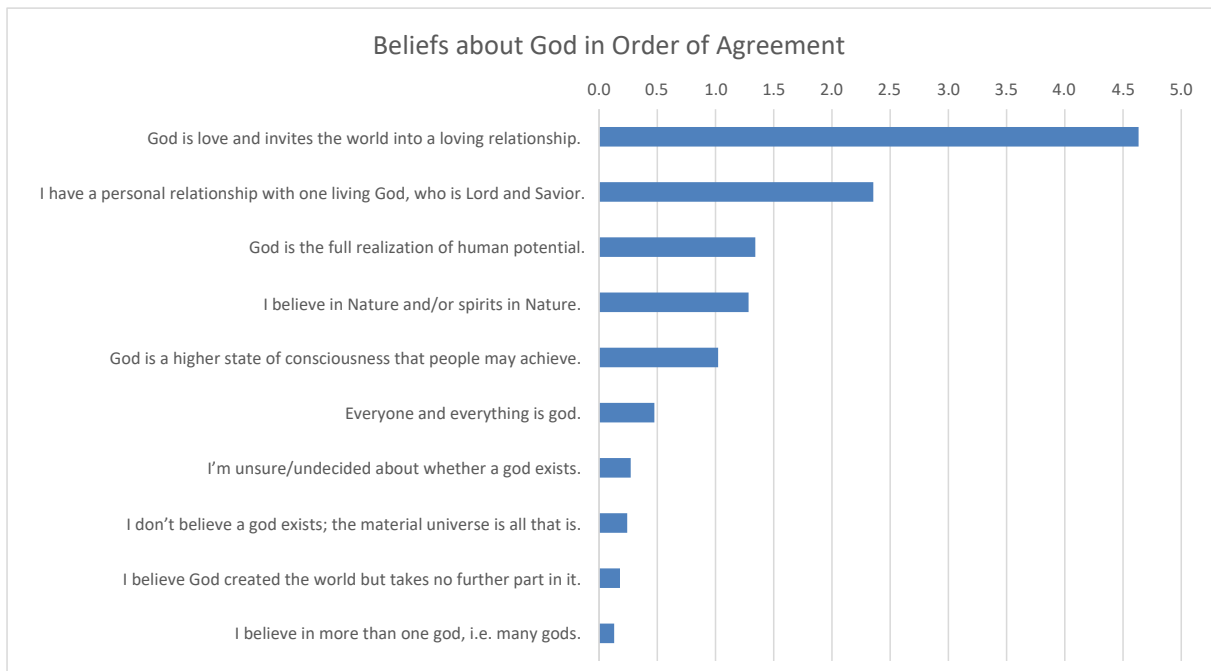 Beliefs about God in Order of Agreement
0.0 0.5 1.0 1.5 2.0 2.5 3.0 3.5 4.0 4.5 5.0
God is love and invites the world into a loving relationship.
I have a personal relationship with one living God, who is Lord and Savior.
God is the full realization of human potential.
I believe in Nature and/or spirits in Nature.
God is a higher state of consciousness that people may achieve.
Everyone and everything is god.
I’m unsure/undecided about whether a god exists.
I don’t believe a god exists; the material universe is all that is.
I believe God created the world but takes no further part in it.
I believe in more than one god, i.e. many gods.